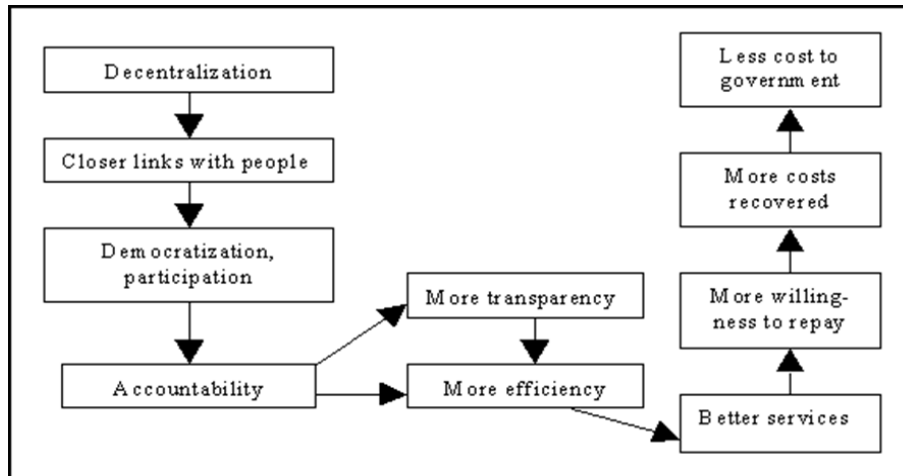 Decentralization
Closer links with people
Democratization,
participation
Accountability
More transparency
More efficiency
Better services
More willing-
ness to repay
More costs
recovered
Less cost to
government